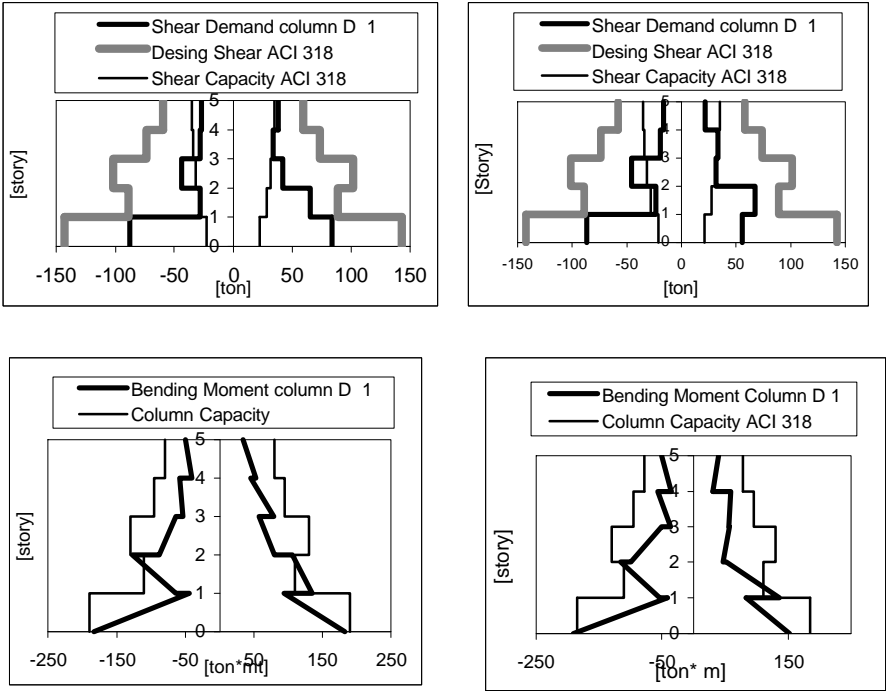 Shear Demand column D 1
Desing Shear ACI 318
Shear Capacity ACI 318
[story]
5
4
3
2
1
0
-150 -100 -50 0 50 100 150
[ton]
Shear Demand column D 1
Desing Shear ACI 318
Shear Capacity ACI 318
[Story]
5
4
3
2
1
0
-150 -100 -50 0 50 100 150
[ton]
Bending Moment column D 1
Column Capacity
[story]
5
4
3
2
1
0
-250 -150 -50 50 150 250
[ton*mt]
Bending Moment Column D 1
Column Capacity ACI 318
[story]
5
4
3
2
1
0
-250 -50 150
[ton* m]